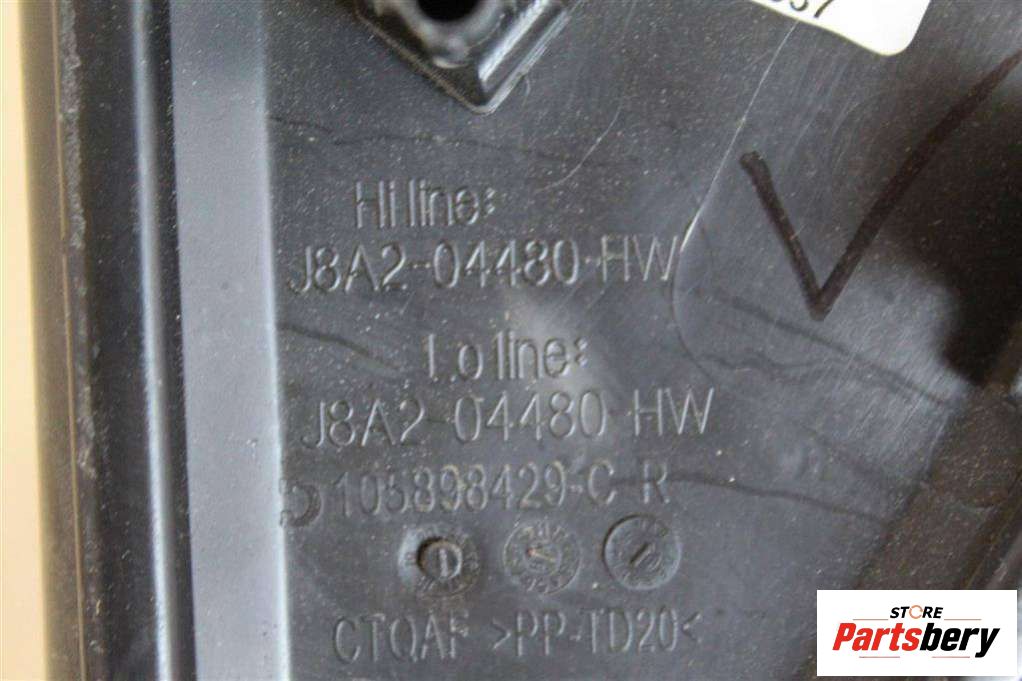 Hi line:
J8A2-04480-HW
Lo line:
J8A2-04480-HW
105898429-C R
CTQAF >PP-TD20<
STORE
Partsbery